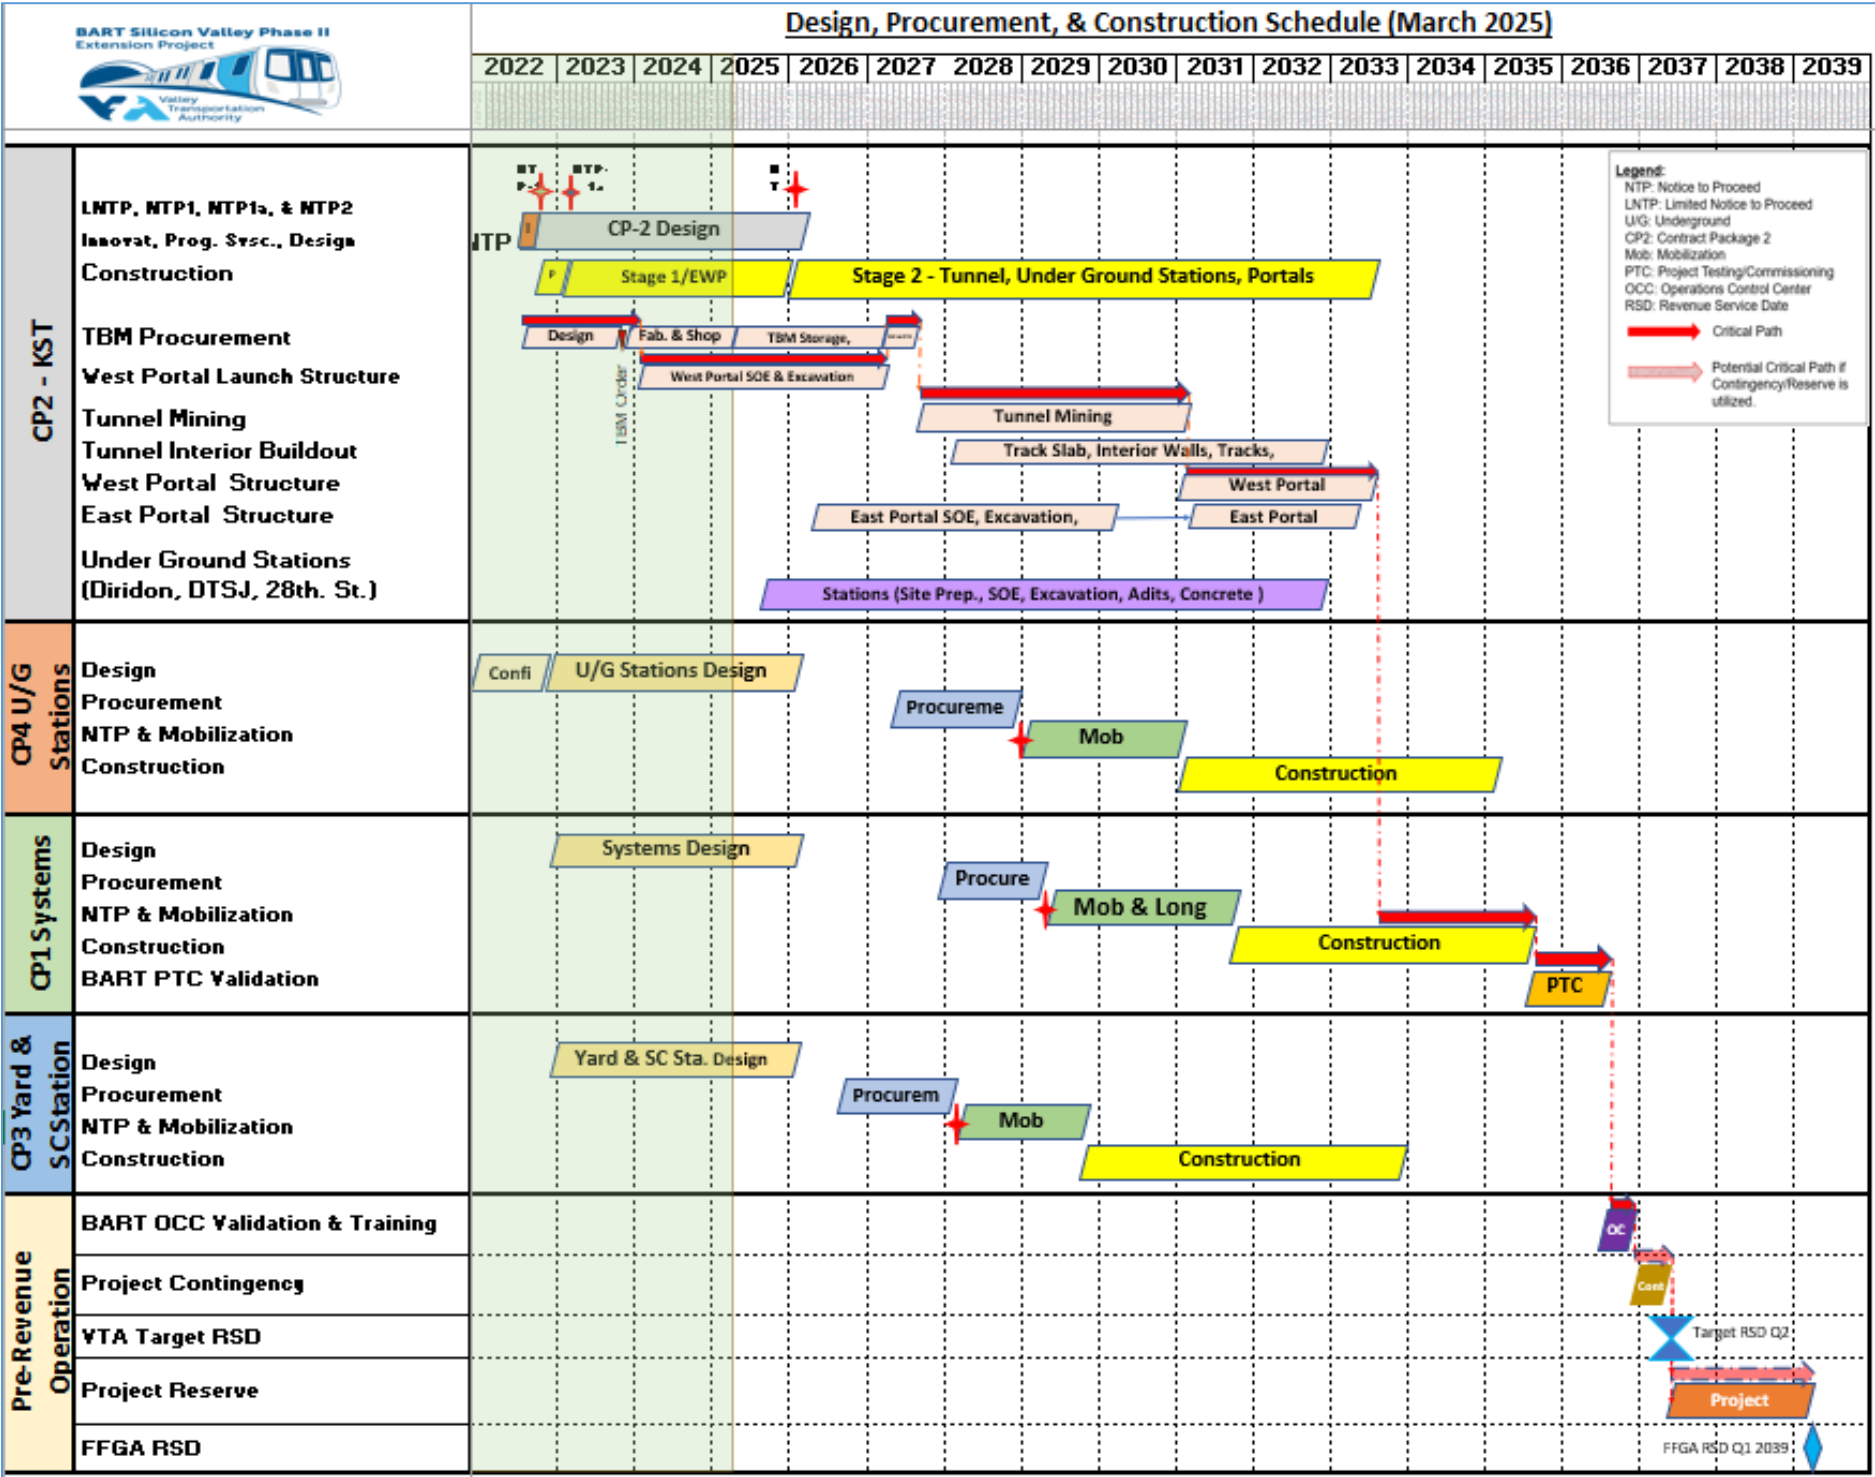 BART Silicon Valley Phase II
Extension Project
Valley
Transportation
Authority
Design, Procurement, & Construction Schedule (March 2025)
2022 2023 2024 2025 2026 2027 2028 2029 2030 2031 2032 2033 2034 2035 2036 2037 2038 2039
Legend:
NTP: Notice to Proceed
LNTP: Limited Notice to Proceed
U/G: Underground
CP2: Contract Package 2
Mob: Mobilization
PTC: Project Testing/Commissioning
OCC: Operations Control Center
RSD: Revenue Service Date
Critical Path
Potential Critical Path if
Contingency/Reserve is
utilized.
CP2 - KST
NTP-
1a
LNTP, NTP1, NTP1a, & NTP2
Innovat, Prog. Svsc., Design
NTP
CP-2 Design
Construction
P
Stage 1/EWP
Stage 2 - Tunnel, Under Ground Stations, Portals
TBM Procurement
Design
Fab. & Shop
TBM Storage,
TBM Order
West Portal Launch Structure
West Portal SOE & Excavation
Tunnel Mining
Tunnel Mining
Tunnel Interior Buildout
Track Slab, Interior Walls, Tracks,
West Portal Structure
West Portal
East Portal Structure
East Portal SOE, Excavation,
East Portal
Under Ground Stations
(Diridon, DTSJ, 28th. St.)
Stations (Site Prep., SOE, Excavation, Adits, Concrete )
CP4 U/G
Stations
Design
Confi
U/G Stations Design
Procurement
Procureme
NTP & Mobilization
Mob
Construction
Construction
CP1 Systems
Design
Systems Design
Procurement
Procure
NTP & Mobilization
Mob & Long
Construction
Construction
BART PTC Validation
PTC
CP3 Yard &
SC Station
Design
Yard & SC Sta. Design
Procurement
Procurem
NTP & Mobilization
Mob
Construction
Construction
Pre-Revenue
Operation
BART OCC Validation & Training
OC
Project Contingency
Cont
VTA Target RSD
Target RSD Q2
Project Reserve
Project
FFGA RSD
FFGA RSD Q1 2039